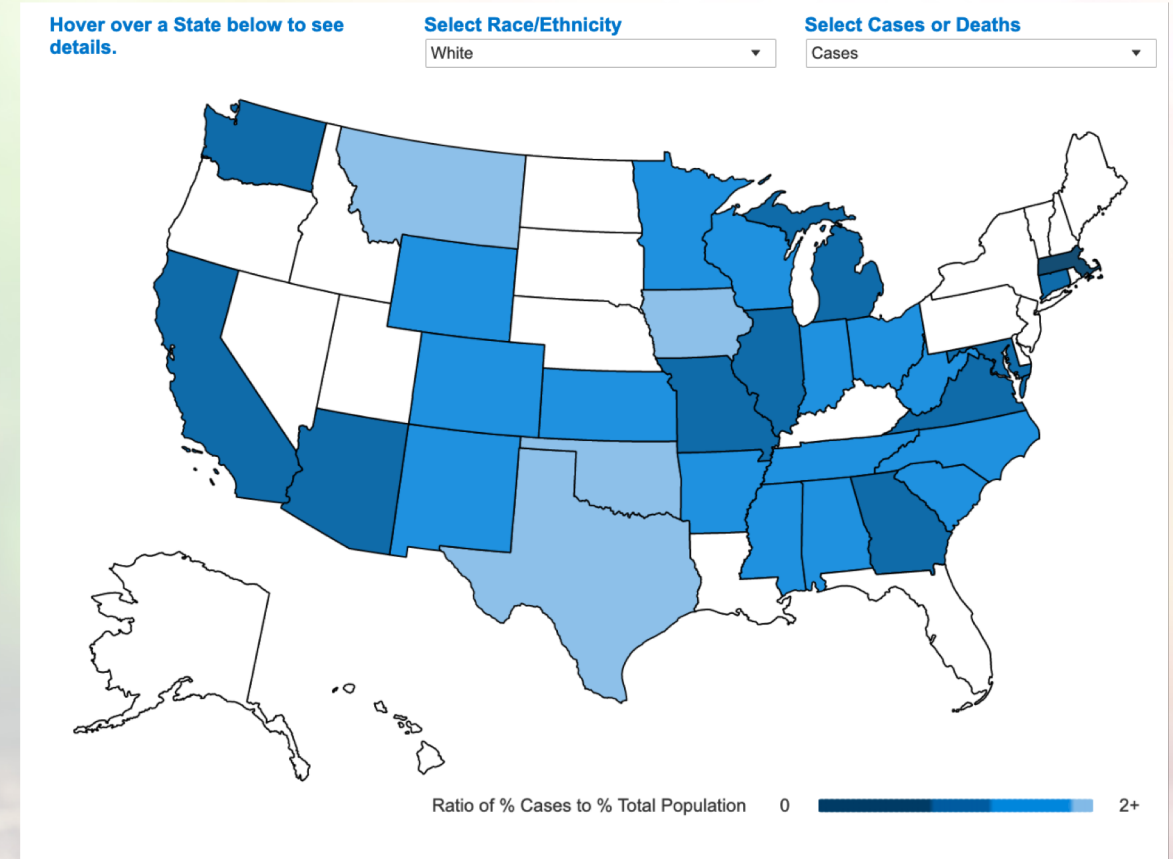 Hover over a State below to see
details.
Select Race/Ethnicity
White
Select Cases or Deaths
Cases
Ratio of % Cases to % Total Population 0 2+